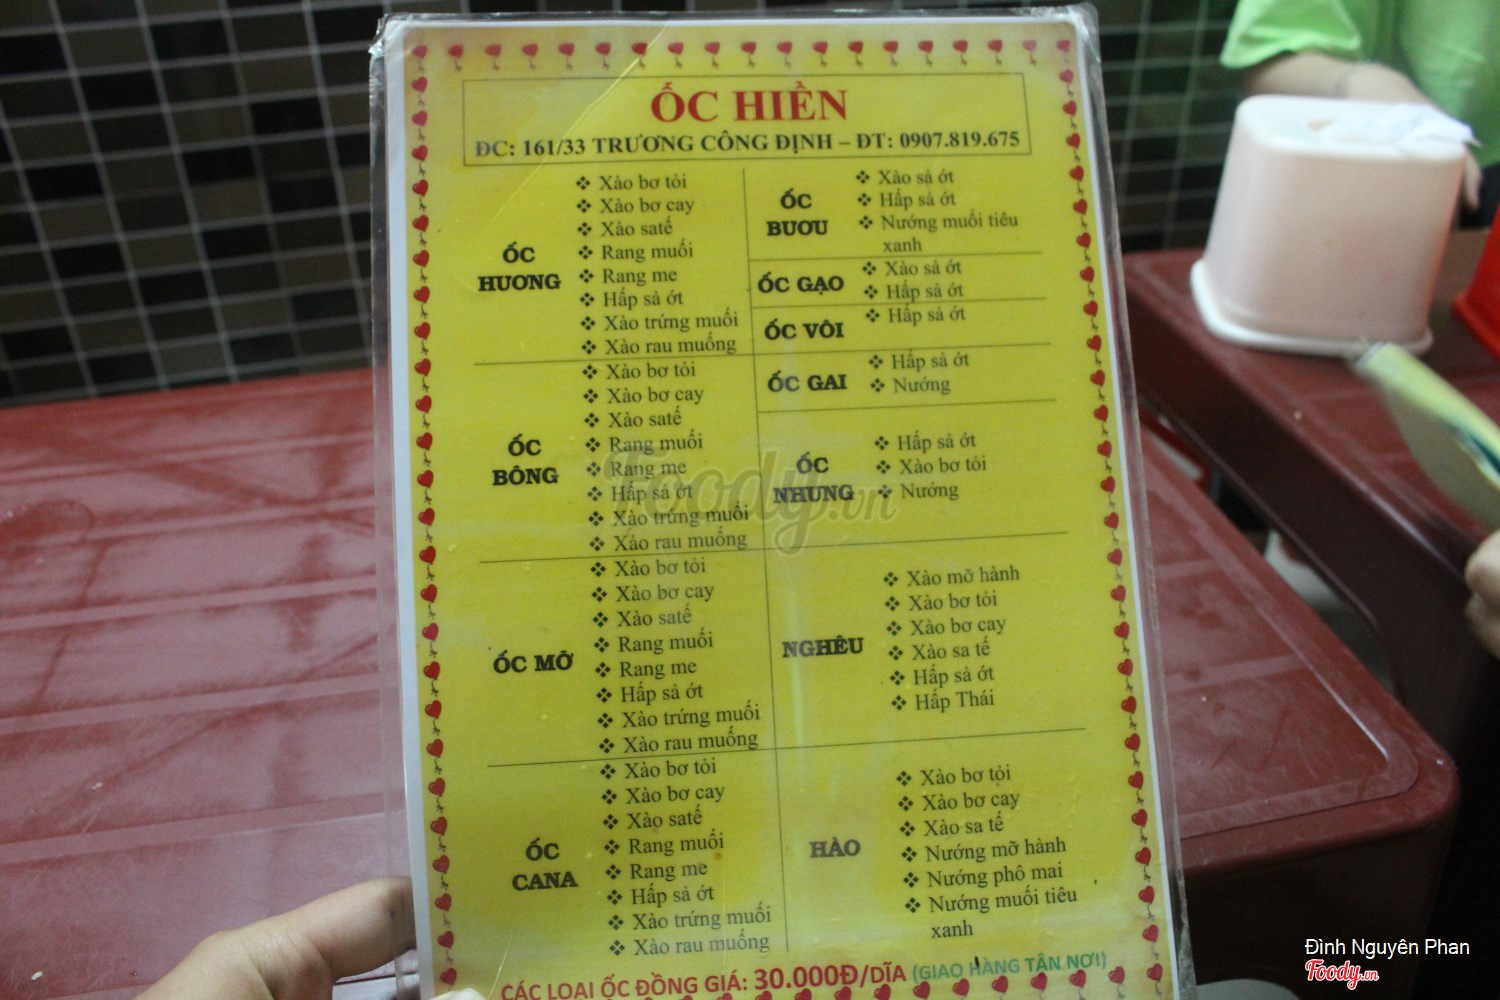 ỐC HIỀN
ĐC: 161/33 TRƯƠNG CÔNG ĐỊNH – ĐT: 0907.819.675
ỐC
HƯƠNG
Xào bơ tỏi
Xào bơ cay
Xào satế
Rang muối
Rang me
Hấp sả ớt
Xào trứng muối
Xào rau muống
ỐC
BÔNG
Xào bơ tỏi
Xào bơ cay
Xào satế
Rang muối
Rang me
Hấp sả ớt
Xào trứng muối
Xào rau muống
ỐC MỠ
Xào bơ tỏi
Xào bơ cay
Xào satế
Rang muối
Rang me
Hấp sả ớt
Xào trứng muối
Xào rau muống
ỐC
CANA
Xào bơ tỏi
Xào bơ cay
Xào satế
Rang muối
Rang me
Hấp sả ớt
Xào trứng muối
Xào rau muống
ỐC
BƯƠU
Xào sả ớt
Hấp sả ớt
Nướng muối tiêu
xanh
ỐC GẠO
Xào sả ớt
Hấp sả ớt
ỐC VÔI
Hấp sả ớt
ỐC GAI
Hấp sả ớt
Nướng
ỐC
NHUNG
Hấp sả ớt
Xào bơ tỏi
Nướng
NGHÊU
Xào mỡ hành
Xào bơ tỏi
Xào bơ cay
Xào sa tế
Hấp sả ớt
Hấp Thái
HÀO
Xào bơ tỏi
Xào bơ cay
Xào sa tế
Nướng mỡ hành
Nướng phô mai
Nướng muối tiêu
xanh
CÁC LOẠI ỐC ĐỒNG GIÁ: 30.000Đ/DĨA (GIAO HÀNG TẬN NƠI)
Foody.vn
Đình Nguyên Phan
Foody.vn